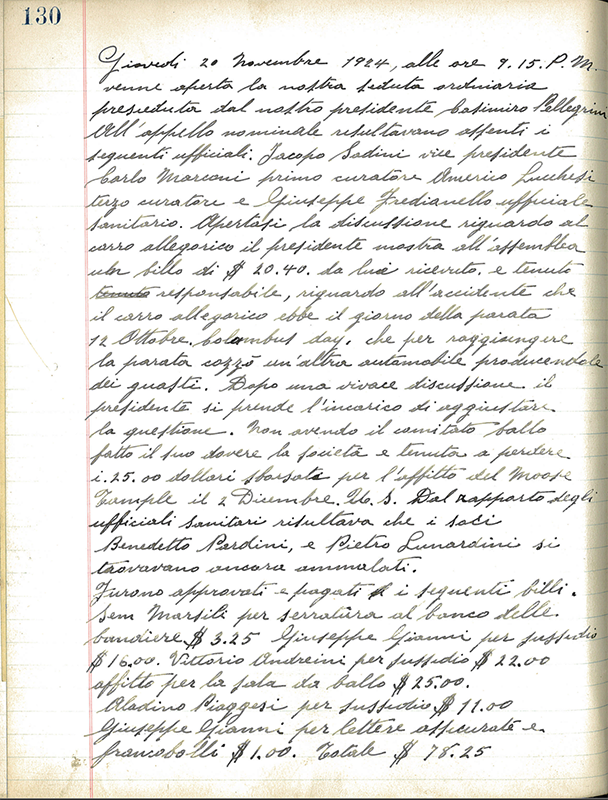 130
Giovedi 20 Novembre 1924, alle ore 9.15. P.M.
venne aperta la nostra seduta ordinaria
presieduta dal nostro presidente Casimiro Pellegrini
All'appello nominale risultavano assenti i
seguenti ufficiali. Jacopo Sodini vice presidente
Carlo Marconi primo curatore Americo Lucchesi
terzo curatore e Giuseppe Fredianello ufficiale
sanitario. Apertasi la discussione riguardo al
carro allegorico il presidente mostra all'assemblea
un billo di $ 20.40. da lui ricevuto. e tenuto
tenuto responsabile, riguardo all'accidente che
il carro allegorico ebbe il giorno della parata
12 Ottobre. Columbus day. che per raggiungere
la parata cozzò un'altra automobile producendole
dei guasti. Dopo una vivace discussione il
presidente si prende l'incarico di aggiustare
la questione. Non avendo il comitato ballo
fatto il suo dovere la societá e tenuta a perdere
i. 25.00 dollari sborsate per l'affitto del Moose
Temple il 2 Dicembre. Dal rapporto degli
ufficiali sanitari risultava che i soci
Benedetto Pardini, e Pietro Lunardini si
trovavano ancora ammalati.
Furono approvati e pagati i seguenti billi.
Sem Marsili per serratura al banco delle
bandiere $ 3.25 Giuseppe Gianni per sussidio
$ 16.00. Vittorio Andreini per sussidio $ 22.00
affitto per la sala da ballo $ 25.00.
Aladino Piaggesi per sussidio $ 11.00
Giuseppe Gianni per lettere assicurate e
francobolli $ 1.00. Totale $ 78.25